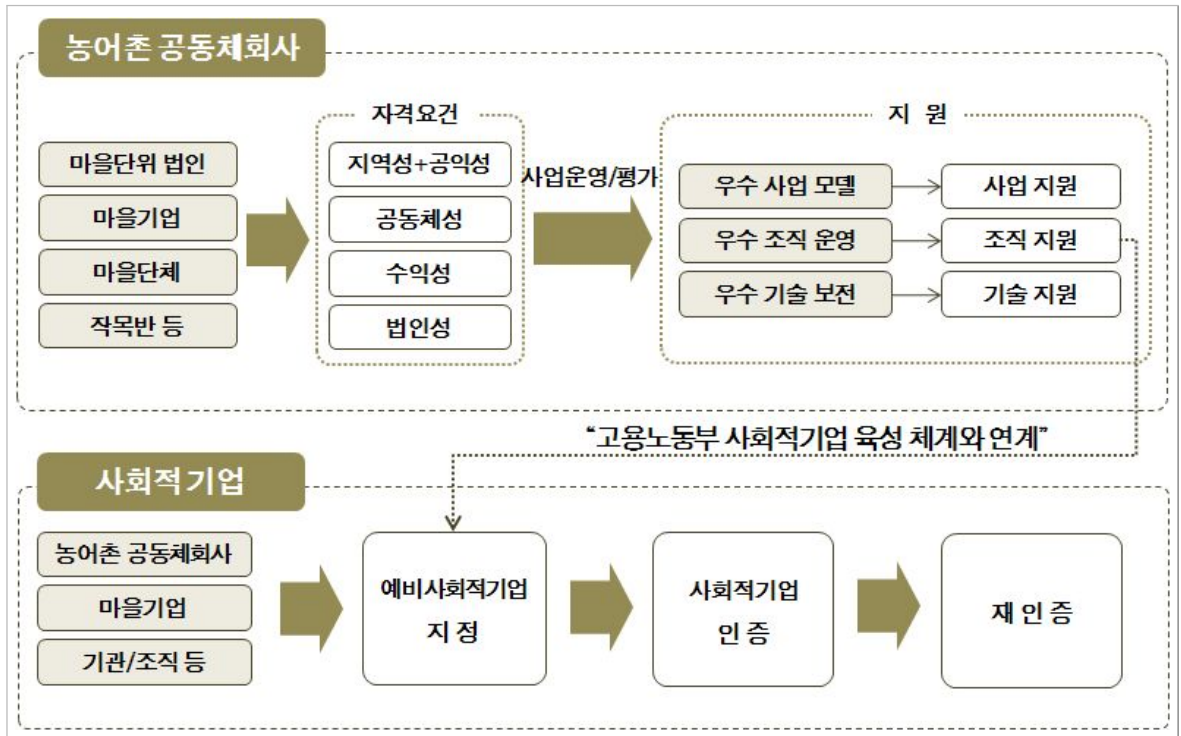 농어촌 공동체회사
자격요건
지 원
마을단위 법인
마을기업
마을단체
작목반 등
지역성+공익성
공동체성
수익성
법인성
사업운영/평가
우수 사업 모델
사업 지원
우수 조직 운영
조직 지원
우수 기술 보전
기술 지원
“고용노동부 사회적기업 육성 체계와 연계”
사회적 기업
농어촌 공동체회사
마을기업
기관/조직 등
예비사회적기업
지 정
사회적기업
인 증
재 인 증